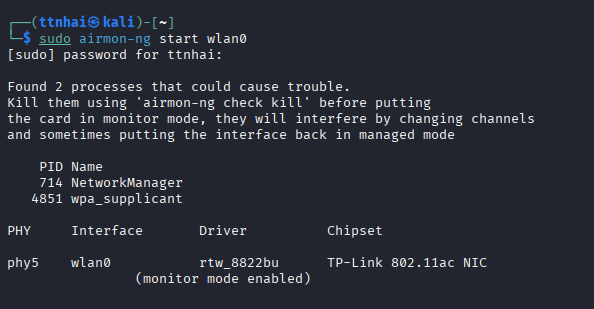 ┌──(ttnhai㉿kali)-[~]
└─$ sudo airmon-ng start wlan0
[sudo] password for ttnhai:
Found 2 processes that could cause trouble.
Kill them using 'airmon-ng check kill' before putting
the card in monitor mode, they will interfere by changing channels
and sometimes putting the interface back in managed mode
PID Name
714 NetworkManager
4851 wpa_supplicant
PHY Interface Driver Chipset
phy5 wlan0 rtw_8822bu TP-Link 802.11ac NIC
(monitor mode enabled)